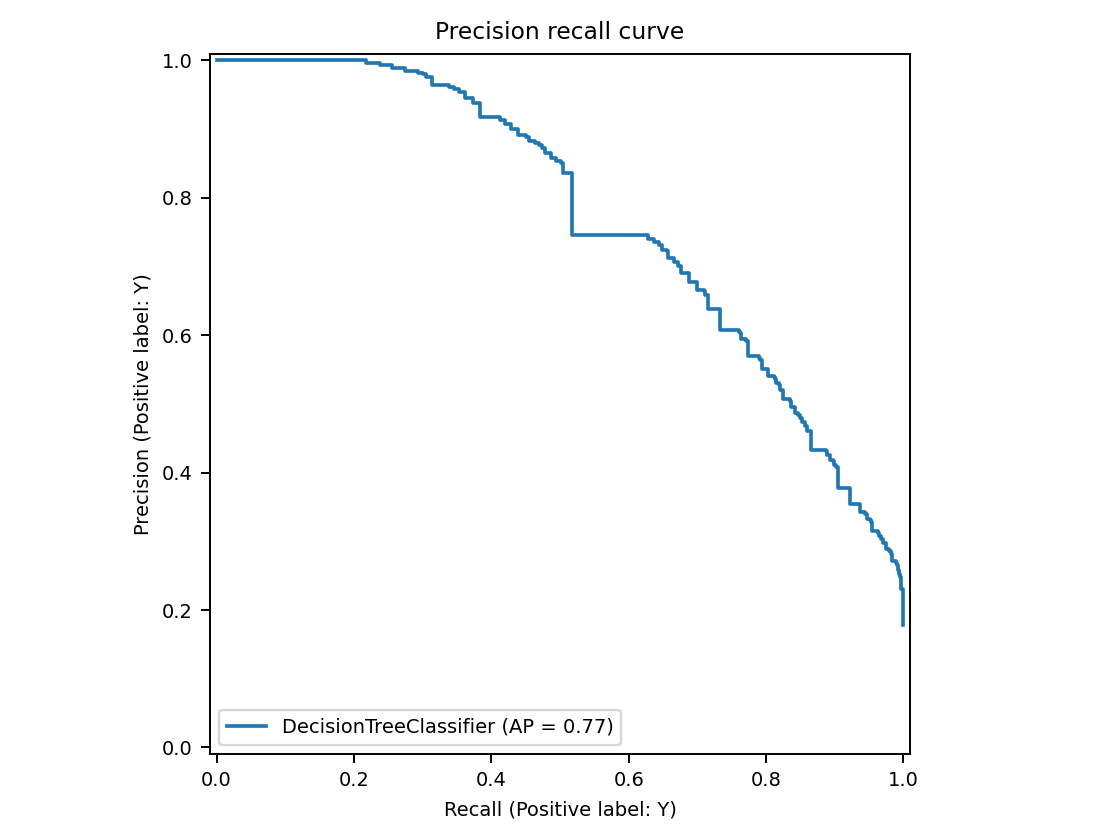 Precision recall curve
1.0
0.8
0.6
0.4
0.2
0.0
Precision (Positive label: Y)
DecisionTreeClassifier (AP = 0.77)
0.0 0.2 0.4 0.6 0.8 1.0
Recall (Positive label: Y)